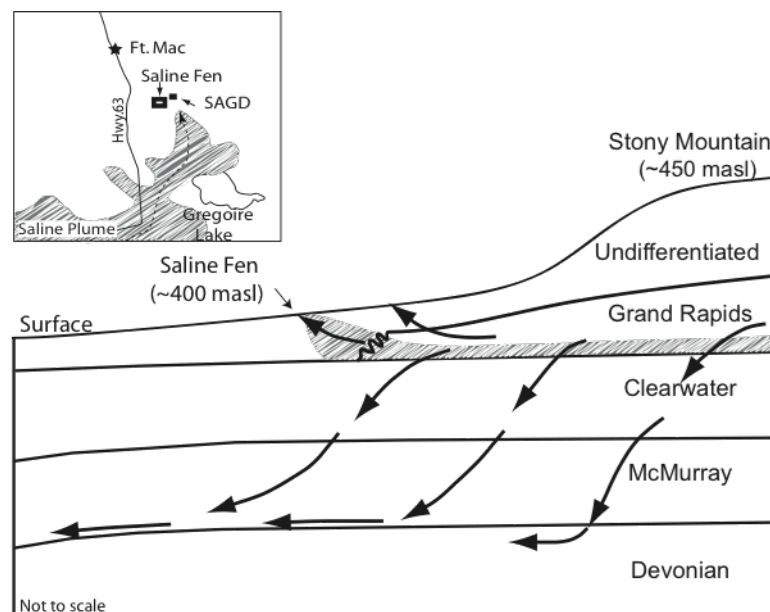 Ft. Mac
Saline Fen
SAGD
Hwy.63
Gregoire
Lake
Saline Plume
Stony Mountain
(~450 masl)
Undifferentiated
Saline Fen
(~400 masl)
Surface
Grand Rapids
Clearwater
McMurray
Devonian
Not to scale